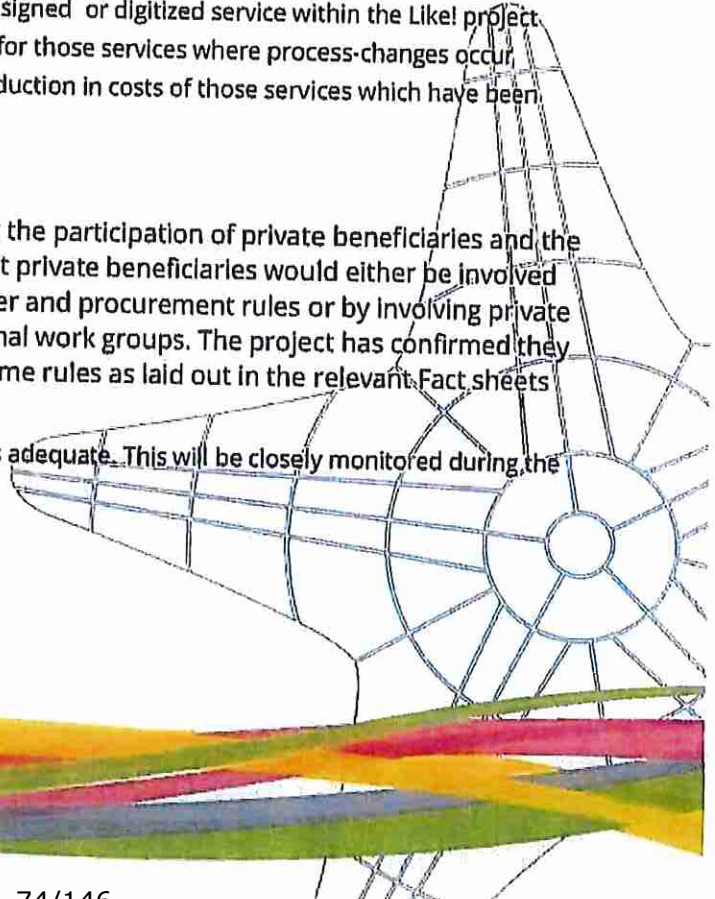 signed or digitized service within the Like! project
for those services where process-changes occur
duction in costs of those services which have been
the participation of private beneficiaries and the
t private beneficiaries would either be involved
er and procurement rules or by involving private
nal work groups. The project has confirmed they
me rules as laid out in the relevant Fact sheets
s adequate. This will be closely monitored during the
74/146